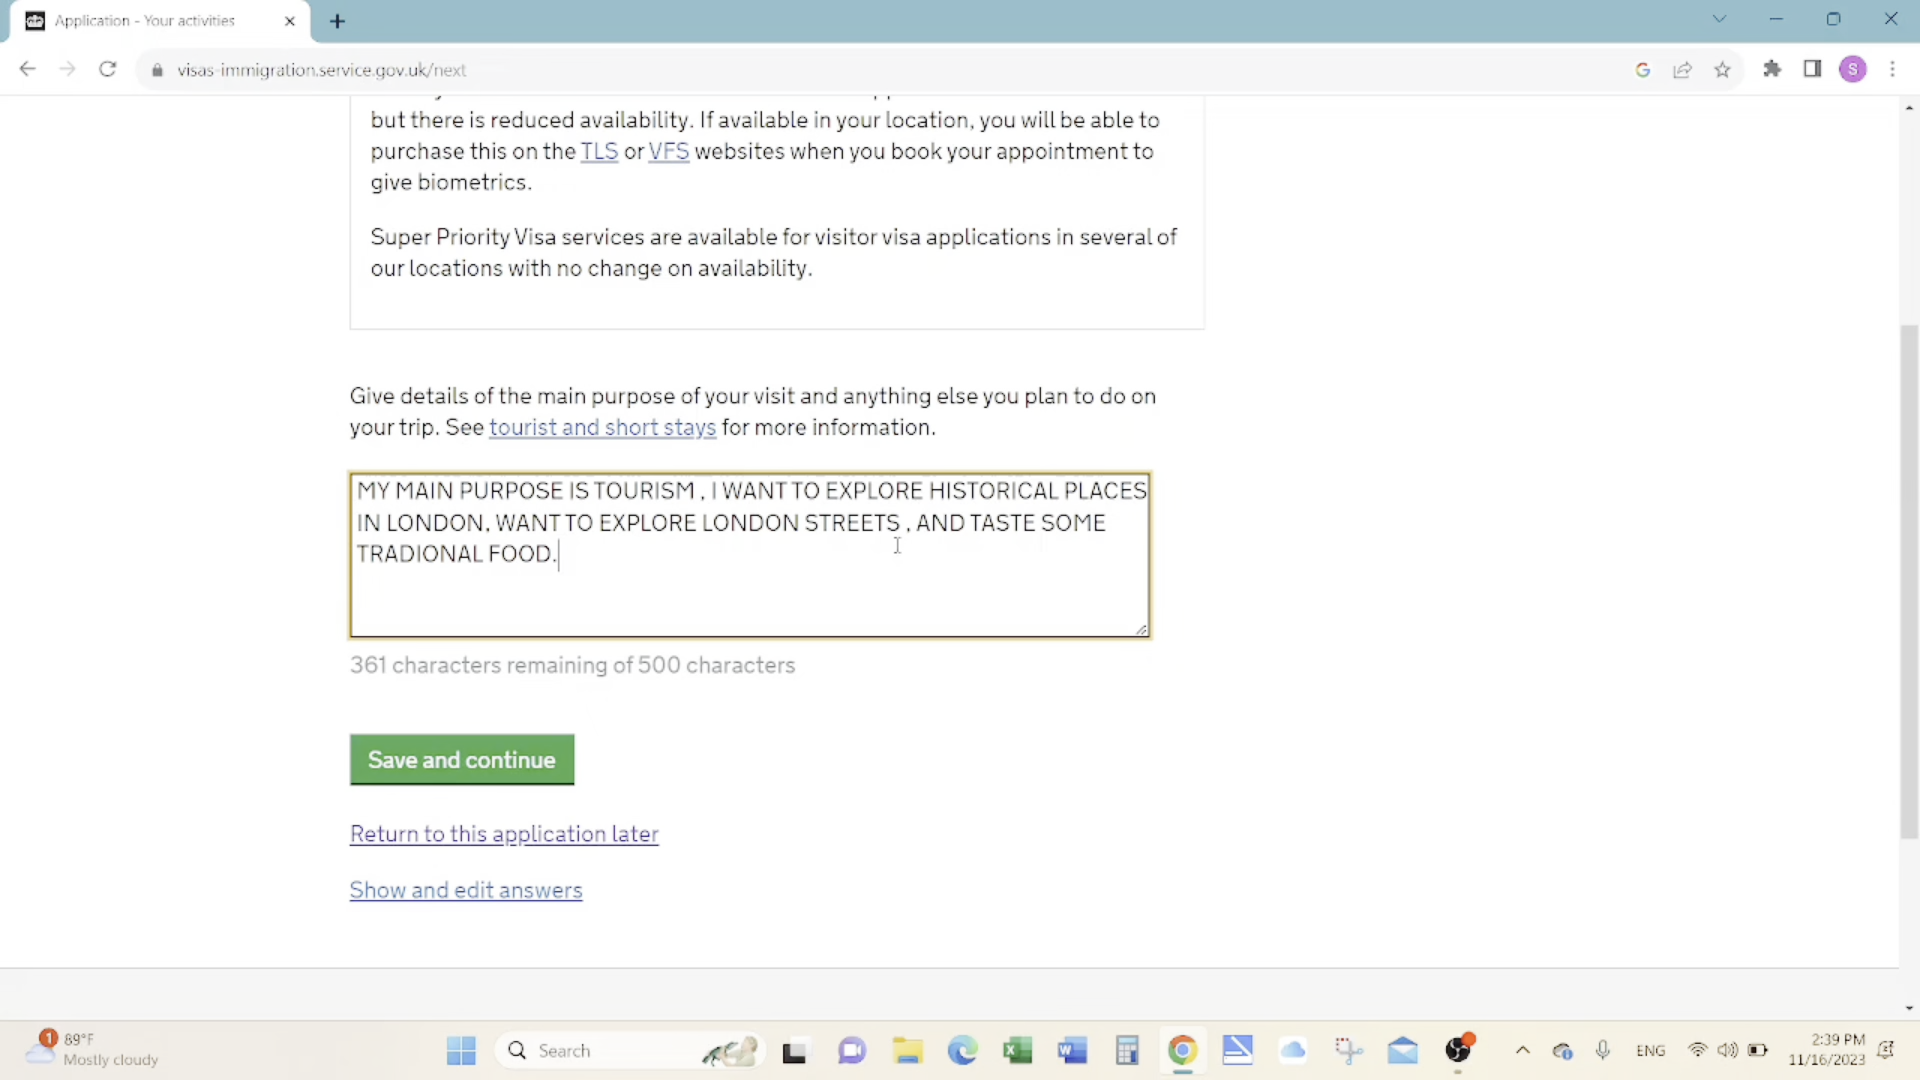 Application - Your activities
visas-immigration.service.gov.uk/next
S
but there is reduced availability. If available in your location, you will be able to
purchase this on the TLS or VFS websites when you book your appointment to
give biometrics.
Super Priority Visa services are available for visitor visa applications in several of
our locations with no change on availability.
Give details of the main purpose of your visit and anything else you plan to do on
your trip. See tourist and short stays for more information.
MY MAIN PURPOSE IS TOURISM , I WANT TO EXPLORE HISTORICAL PLACES
IN LONDON, WANT TO EXPLORE LONDON STREETS , AND TASTE SOME
TRADIONAL FOOD.
361 characters remaining of 500 characters
Save and continue
Return to this application later
Show and edit answers
1
89°F
Mostly cloudy
Search
ENG
2:39 PM
11/16/2023